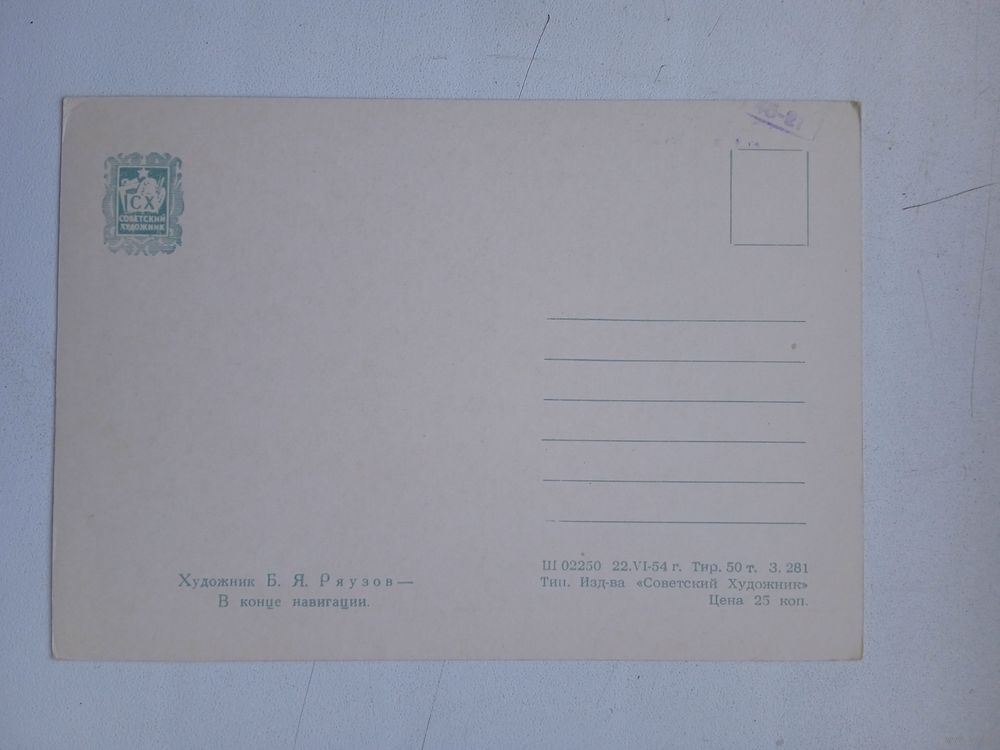 СХ
СОВЕТСКИЙ
ХУДОЖНИК
Художник Б. Я. Ряузов —
В конце навигации.
Ш 02250 22.VI-54 г. Тир. 50 т. З. 281
Тип. Изд-ва «Советский Художник»
Цена 25 коп.